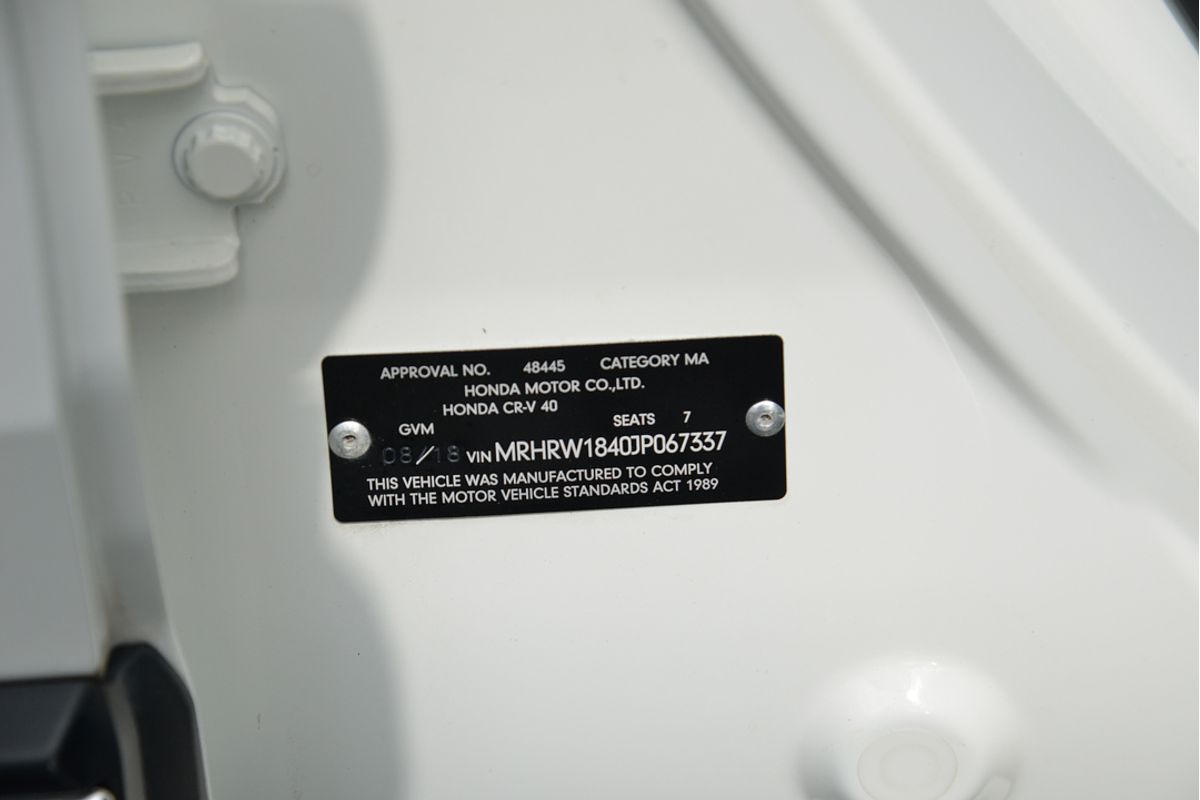 APPROVAL NO. 48445 CATEGORY MA
HONDA MOTOR CO.,LTD.
HONDA CR-V 40
GVM SEATS 7
08/18 VIN MRHRW1840JP067337
THIS VEHICLE WAS MANUFACTURED TO COMPLY
WITH THE MOTOR VEHICLE STANDARDS ACT 1989